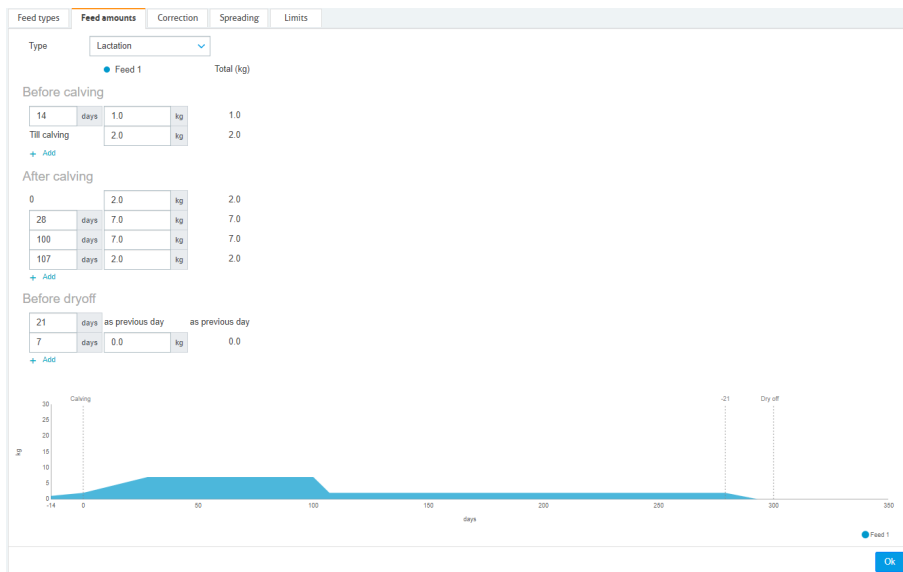 Feed types Feed amounts Correction Spreading Limits
Type Lactation
Feed 1 Total (kg)
Before calving
14 days 1.0 kg 1.0
Till calving 2.0 kg 2.0
+ Add
After calving
0 2.0 kg 2.0
28 days 7.0 kg 7.0
100 days 7.0 kg 7.0
107 days 2.0 kg 2.0
+ Add
Before dryoff
21 days as previous day as previous day
7 days 0.0 kg 0.0
+ Add
Calving -21 Dry off
30
25
20
15
10
5
0
kg
-14 0 50 100 150 200 250 300 350
days
Feed 1
Ok